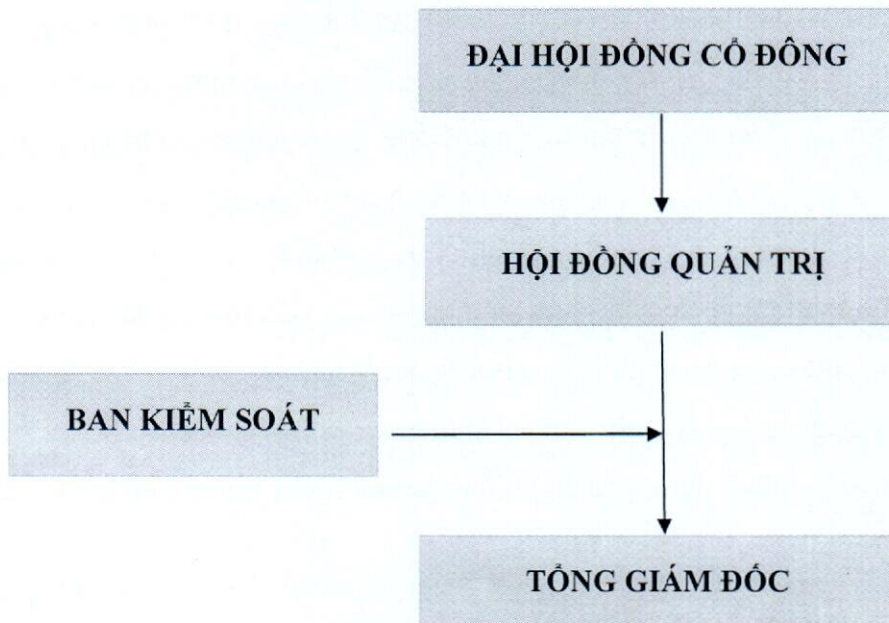 ĐẠI HỘI ĐỒNG CỔ ĐÔNG
HỘI ĐỒNG QUẢN TRỊ
BAN KIỂM SOÁT
TỔNG GIÁM ĐỐC